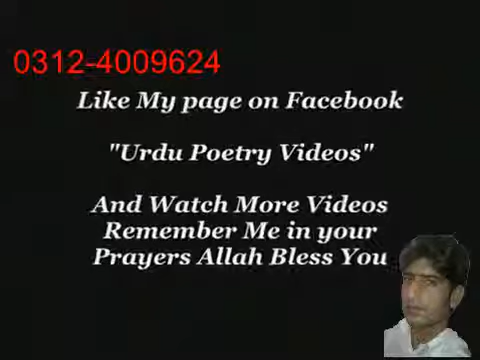 0312-4009624
Like My page on Facebook
"Urdu Poetry Videos"
And Watch More Videos
Remember Me in your
Prayers Allah Bless You